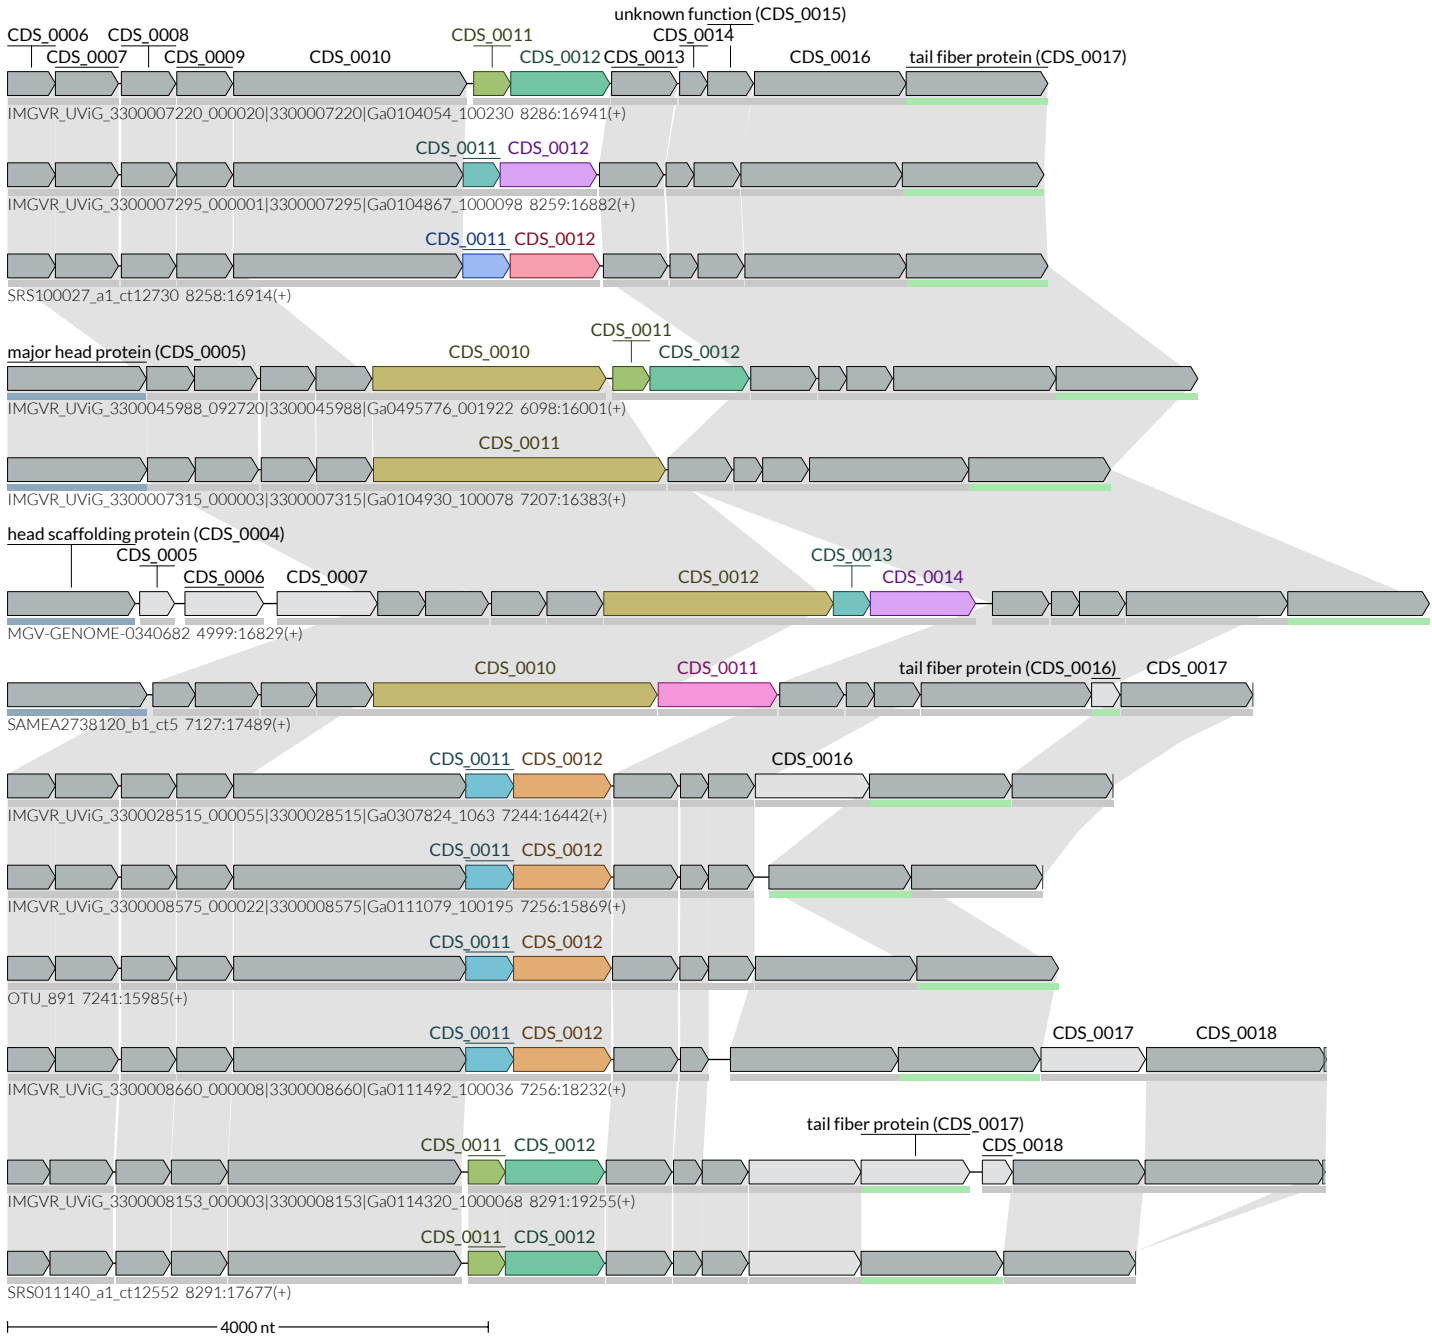 unknown function (CDS_0015)
CDS_0006 CDS_0008 CDS_0011 CDS_0014
CDS_0007 CDS_0009 CDS_0010 CDS_0012 CDS_0013 CDS_0016 tail fiber protein (CDS_0017)
IMGVR_UViG_3300007220_000020|3300007220|Ga0104054_100230 8286:16941(+)
CDS_0011 CDS_0012
IMGVR_UViG_3300007295_000001|3300007295|Ga0104867_1000098 8259:16882(+)
CDS_0011 CDS_0012
SRS100027_a1_ct12730 8258:16914(+)
CDS_0011
major head protein (CDS_0005) CDS_0010 CDS_0012
IMGVR_UViG_3300045988_092720|3300045988|Ga0495776_001922 6098:16001(+)
CDS_0011
IMGVR_UViG_3300007315_000003|3300007315|Ga0104930_100078 7207:16383(+)
head scaffolding protein (CDS_0004)
CDS_0005 CDS_0013
CDS_0006 CDS_0007 CDS_0012 CDS_0014
MGV-GENOME-0340682 4999:16829(+)
CDS_0010 CDS_0011 tail fiber protein (CDS_0016) CDS_0017
SAMEA2738120_b1_ct5 7127:17489(+)
CDS_0011 CDS_0012 CDS_0016
IMGVR_UViG_3300028515_000055|3300028515|Ga0307824_1063 7244:16442(+)
CDS_0011 CDS_0012
IMGVR_UViG_3300008575_000022|3300008575|Ga0111079_100195 7256:15869(+)
CDS_0011 CDS_0012
OTU_891 7241:15985(+)
CDS_0011 CDS_0012 CDS_0017 CDS_0018
IMGVR_UViG_3300008660_000008|3300008660|Ga0111492_100036 7256:18232(+)
tail fiber protein (CDS_0017)
CDS_0011 CDS_0012 CDS_0018
IMGVR_UViG_3300008153_000003|3300008153|Ga0114320_1000068 8291:19255(+)
CDS_0011 CDS_0012
SRS011140_a1_ct12552 8291:17677(+)
4000 nt